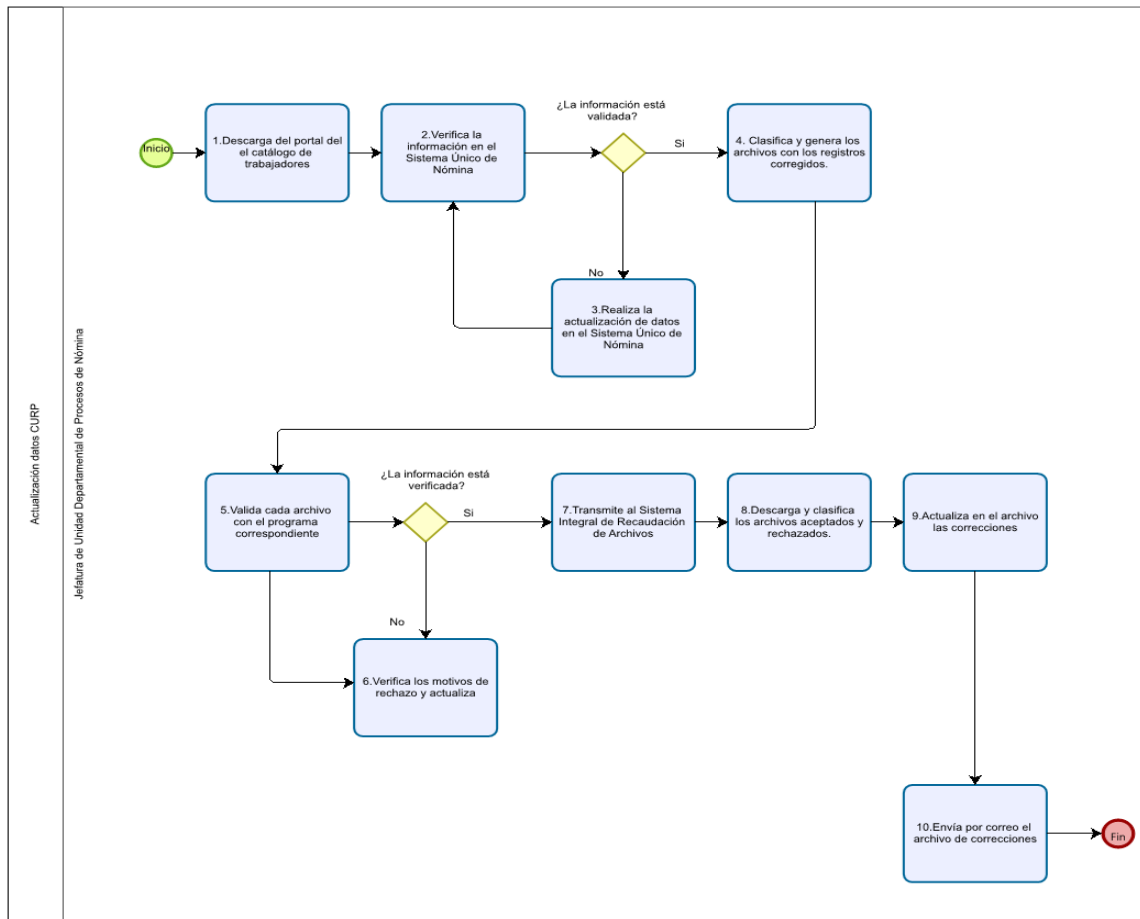 Actualización datos CURP
Jefatura de Unidad Departamental de Procesos de Nómina
Inicio
1.Descarga del portal del
el catálogo de
trabajadores
2.Verifica la
información en el
Sistema Único de
Nómina
¿La información está
validada?
Si
4. Clasifica y genera los
archivos con los registros
corregidos.
No
3.Realiza la
actualización de datos
en el Sistema Único de
Nómina
5.Valida cada archivo
con el programa
correspondiente
¿La información está
verificada?
Si
7.Transmite al Sistema
Integral de Recaudación
de Archivos
8.Descarga y clasifica
los archivos aceptados y
rechazados.
9.Actualiza en el archivo
las correcciones
No
6.Verifica los motivos de
rechazo y actualiza
10.Envía por correo el
archivo de correcciones
Fin